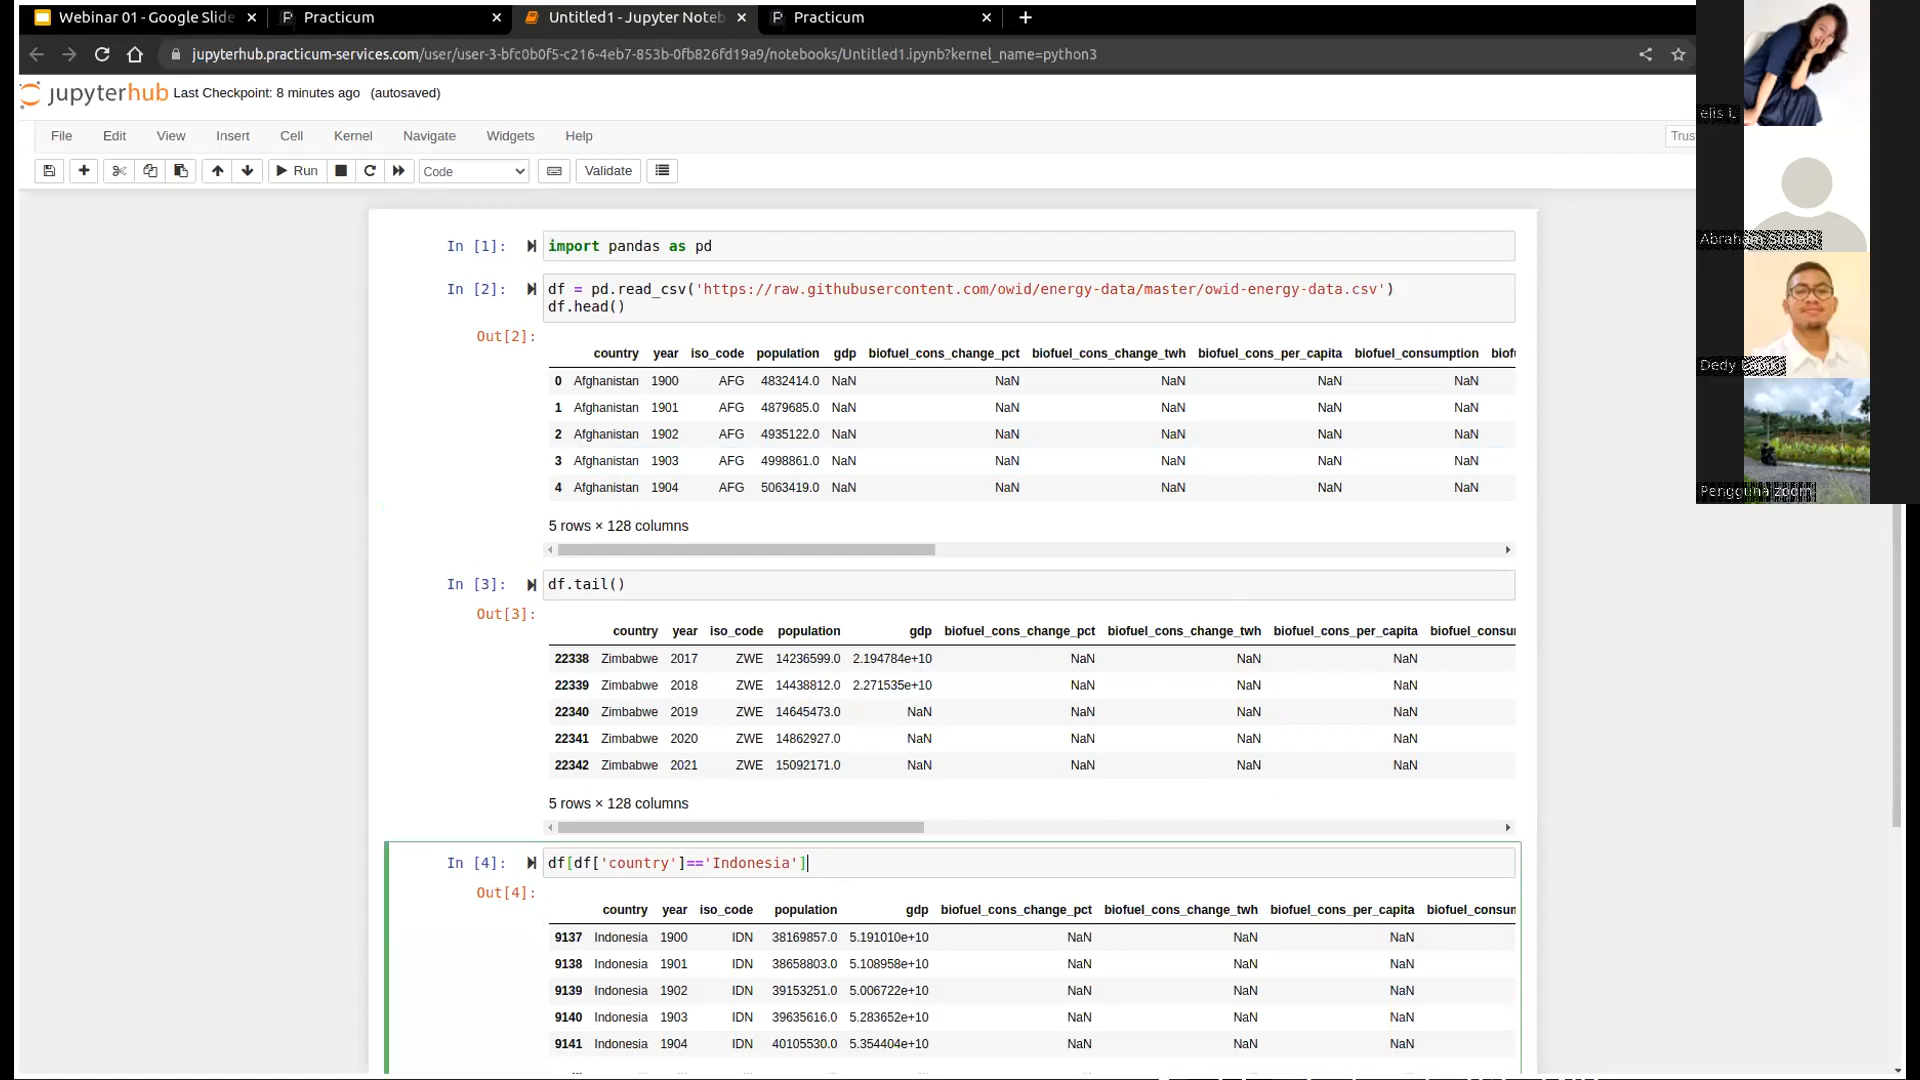 Webinar 01 - Google Slide
Practicum
Untitled1 - Jupyter Noteb
Practicum
jupyterhub.practicum-services.com/user/user-3-bfc0b0f5-c216-4eb7-853b-0fb826fd19a9/notebooks/Untitled1.ipynb?kernel_name=python3
jupyterhub Last Checkpoint: 8 minutes ago (autosaved)
File Edit View Insert Cell Kernel Navigate Widgets Help
Trus
Run Code Validate
In [1]: import pandas as pd
In [2]: df = pd.read_csv('https://raw.githubusercontent.com/owid/energy-data/master/owid-energy-data.csv')
df.head()
Out[2]:
country year iso_code population gdp biofuel_cons_change_pct biofuel_cons_change_twh biofuel_cons_per_capita biofuel_consumption biofu
0 Afghanistan 1900 AFG 4832414.0 NaN NaN NaN NaN NaN
1 Afghanistan 1901 AFG 4879685.0 NaN NaN NaN NaN NaN
2 Afghanistan 1902 AFG 4935122.0 NaN NaN NaN NaN NaN
3 Afghanistan 1903 AFG 4998861.0 NaN NaN NaN NaN NaN
4 Afghanistan 1904 AFG 5063419.0 NaN NaN NaN NaN NaN
5 rows × 128 columns
In [3]: df.tail()
Out[3]:
country year iso_code population gdp biofuel_cons_change_pct biofuel_cons_change_twh biofuel_cons_per_capita biofuel_consu
22338 Zimbabwe 2017 ZWE 14236599.0 2.194784e+10 NaN NaN NaN
22339 Zimbabwe 2018 ZWE 14438812.0 2.271535e+10 NaN NaN NaN
22340 Zimbabwe 2019 ZWE 14645473.0 NaN NaN NaN NaN
22341 Zimbabwe 2020 ZWE 14862927.0 NaN NaN NaN NaN
22342 Zimbabwe 2021 ZWE 15092171.0 NaN NaN NaN NaN
5 rows × 128 columns
In [4]: df[df['country']=='Indonesia']
Out[4]:
country year iso_code population gdp biofuel_cons_change_pct biofuel_cons_change_twh biofuel_cons_per_capita biofuel_consun
9137 Indonesia 1900 IDN 38169857.0 5.191010e+10 NaN NaN NaN
9138 Indonesia 1901 IDN 38658803.0 5.108958e+10 NaN NaN NaN
9139 Indonesia 1902 IDN 39153251.0 5.006722e+10 NaN NaN NaN
9140 Indonesia 1903 IDN 39635616.0 5.283652e+10 NaN NaN NaN
9141 Indonesia 1904 IDN 40105530.0 5.354404e+10 NaN NaN NaN
elis L
Abraham Silalahi
Dedy
Pengguna zoom